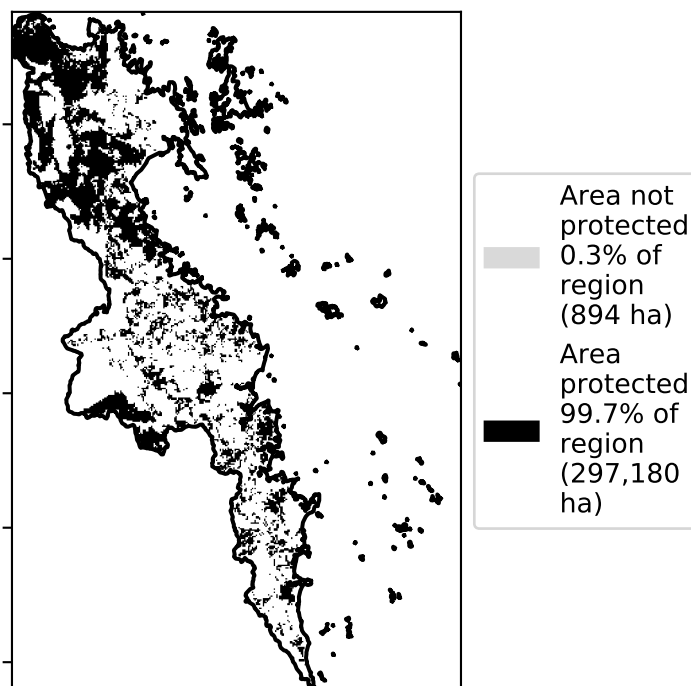 Area not
protected
0.3% of
region
(894 ha)
Area
protected
99.7% of
region
(297,180
ha)